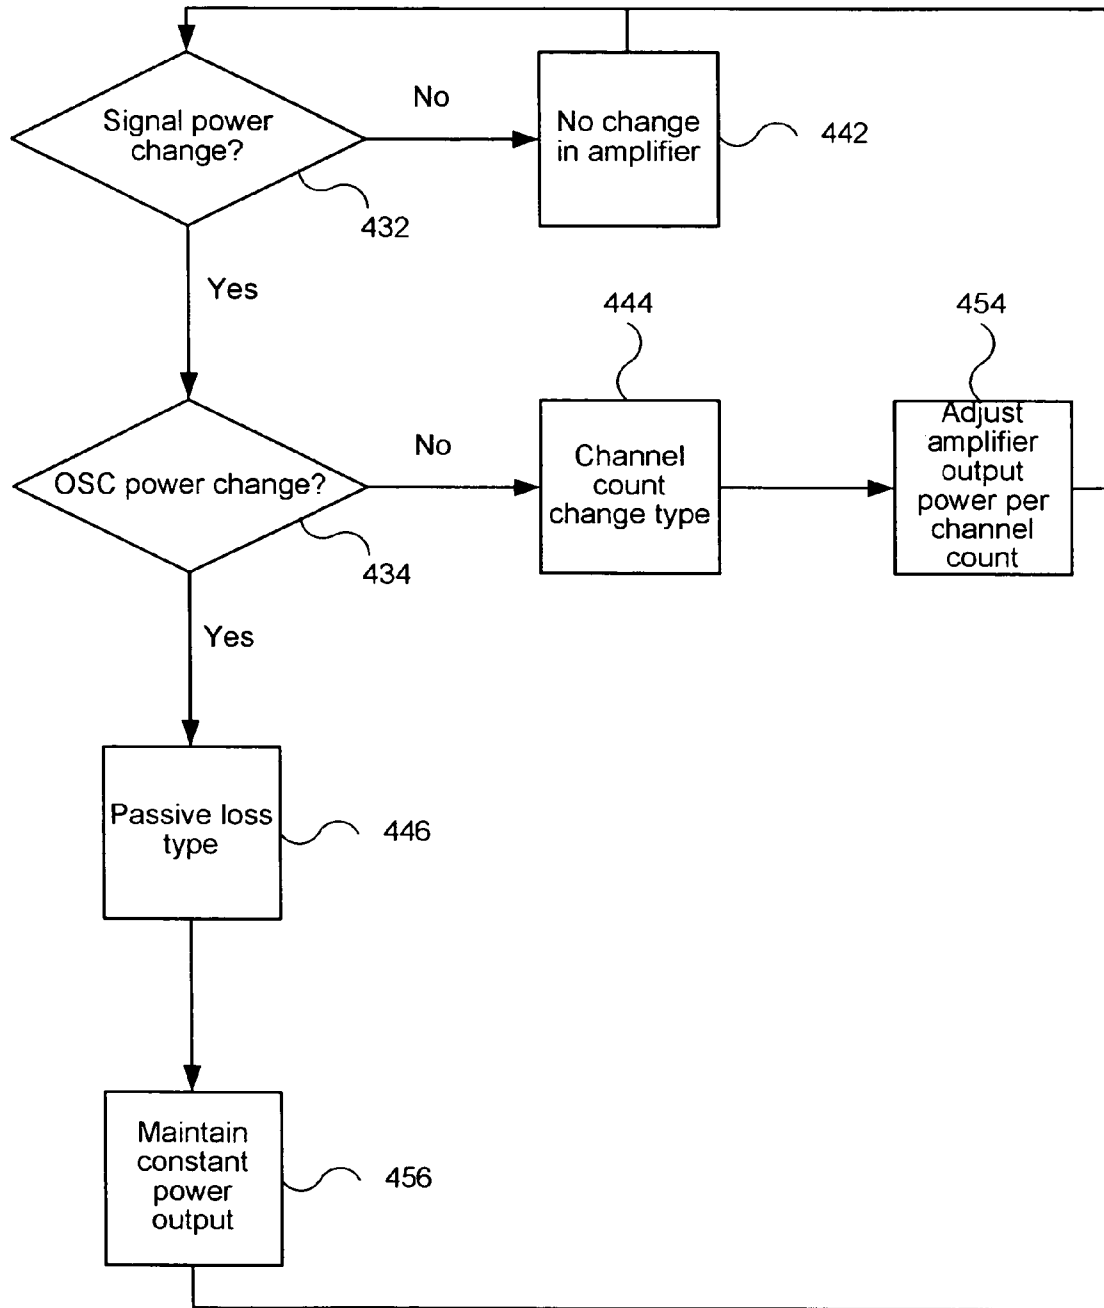 Signal power
change?
No
No change
in amplifier
442
432
Yes
444
454
OSC power change?
No
Channel
count
change type
Adjust
amplifier
output
power per
channel
count
434
Yes
Passive loss
type
446
Maintain
constant
power
output
456